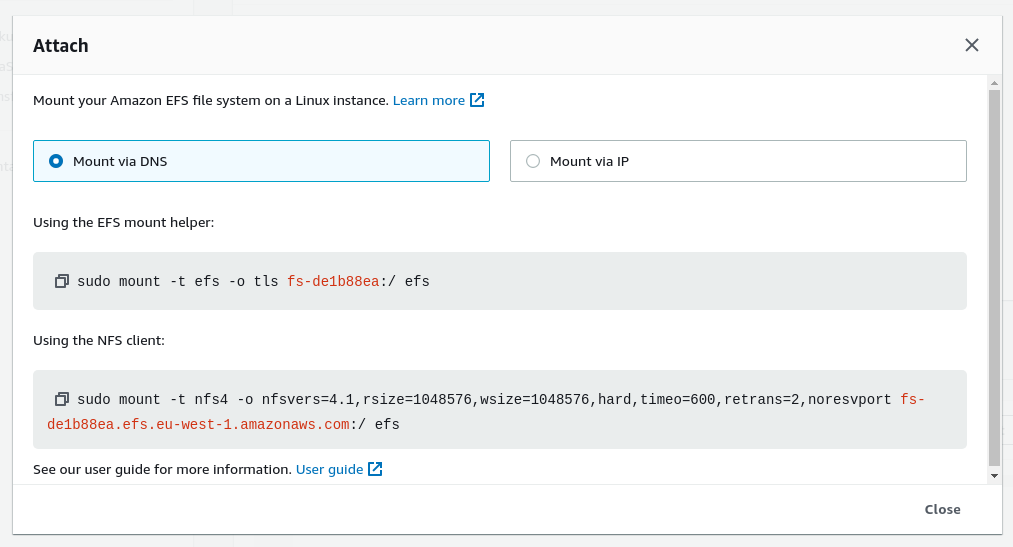 Attach
Mount your Amazon EFS file system on a Linux instance. Learn more
Mount via DNS
Mount via IP
Using the EFS mount helper:
sudo mount -t efs -o tls fs-de1b88ea:/ efs
Using the NFS client:
sudo mount -t nfs4 -o nfsvers=4.1,rsize=1048576,wsize=1048576,hard,timeo=600,retrans=2,noresvport fs-
de1b88ea.efs.eu-west-1.amazonaws.com:/ efs
See our user guide for more information. User guide
Close